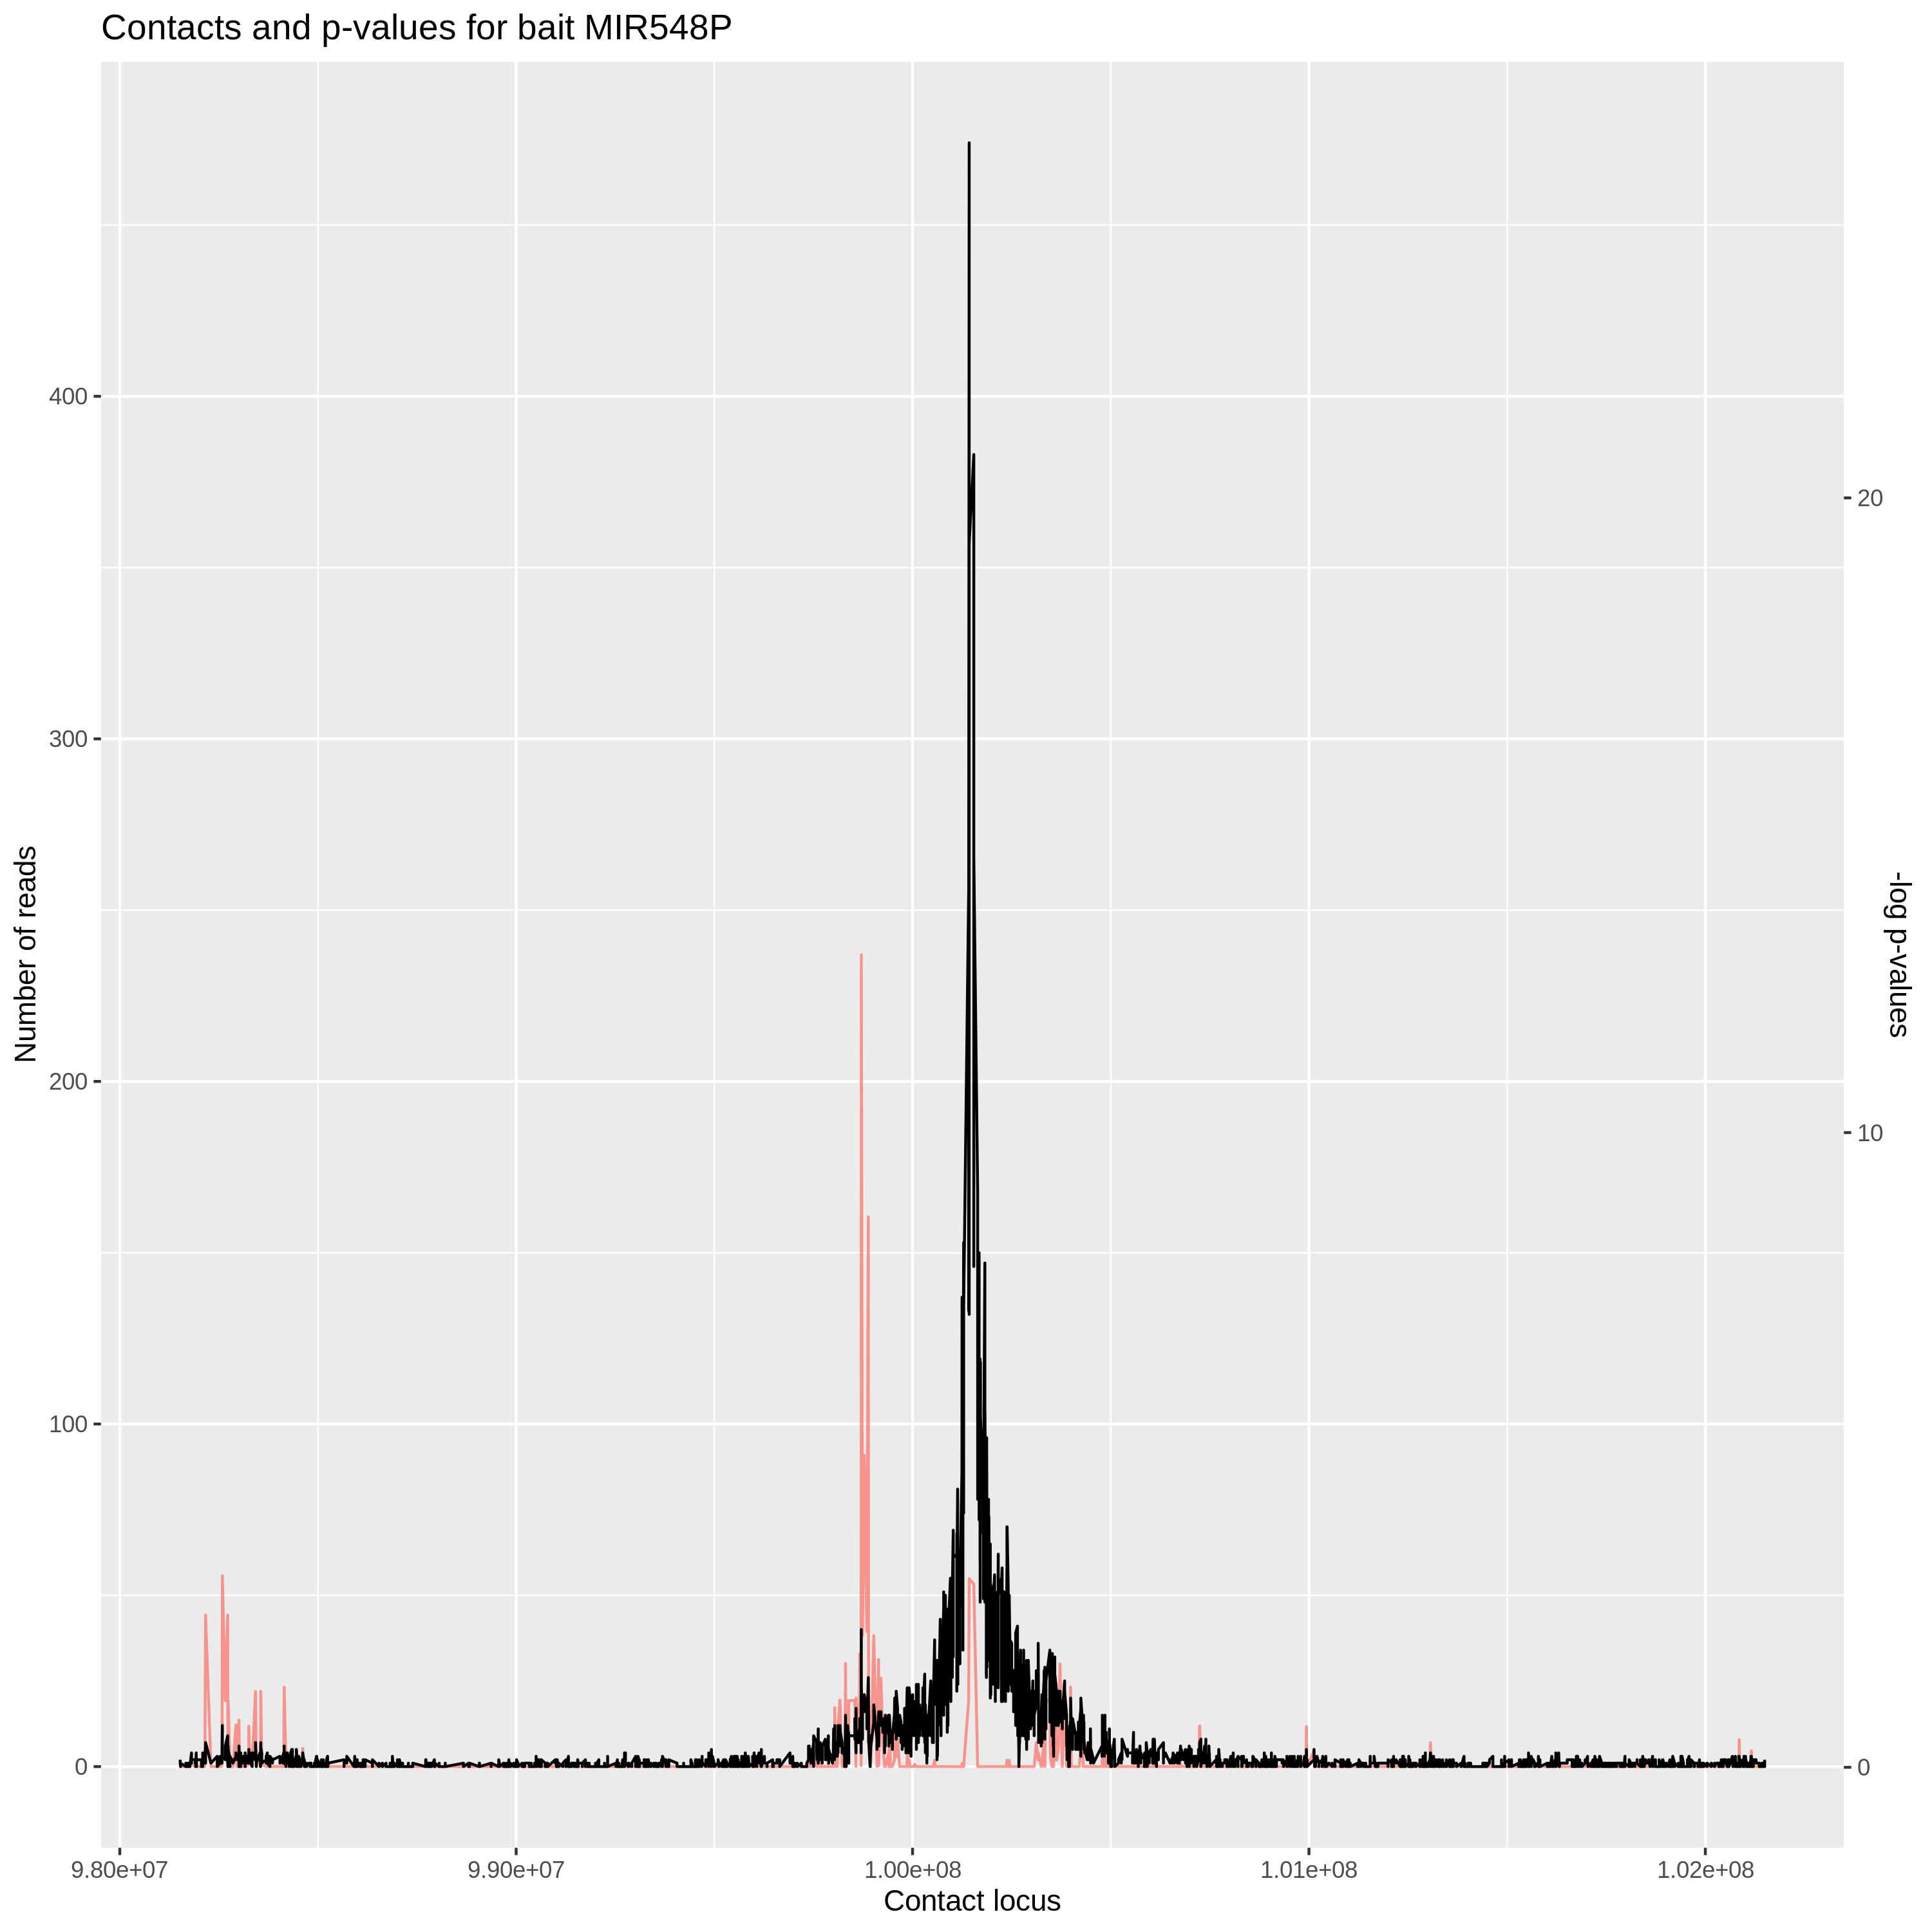 Contacts and p-values for bait MIR548P
400
300
200
100
0
Number of reads
20
10
0
-log p-values
9.80e+07
9.90e+07
1.00e+08
1.01e+08
1.02e+08
Contact locus